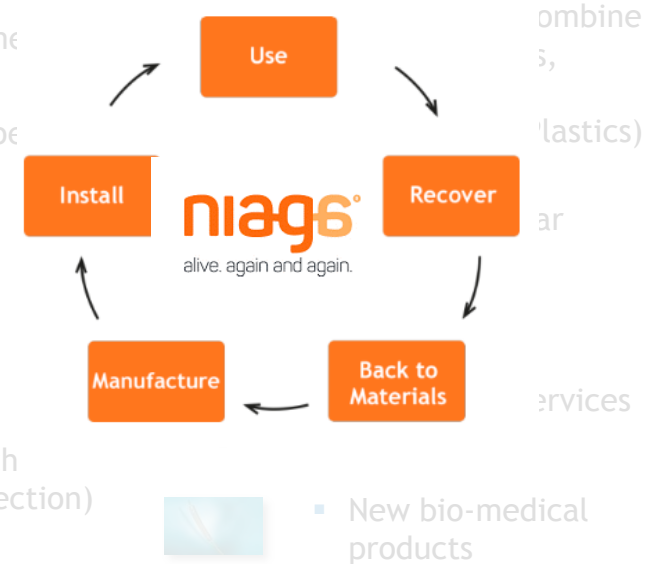 ombine
Use
s,
lastics)
Install
Recover
niaga
ar
alive. again and again.
Back to
Materials
Manufacture
ervices
h
ection)
New bio-medical
products